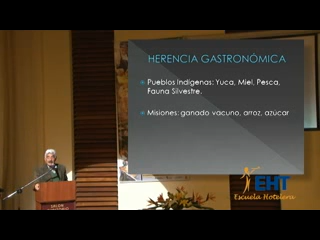 HERENCIA GASTRONÓMICA
Pueblos Indígenas: Yuca, Miel, Pesca,
Fauna Silvestre.
Misiones: ganado vacuno, arroz, azúcar
EHT
Escuela Hotelera